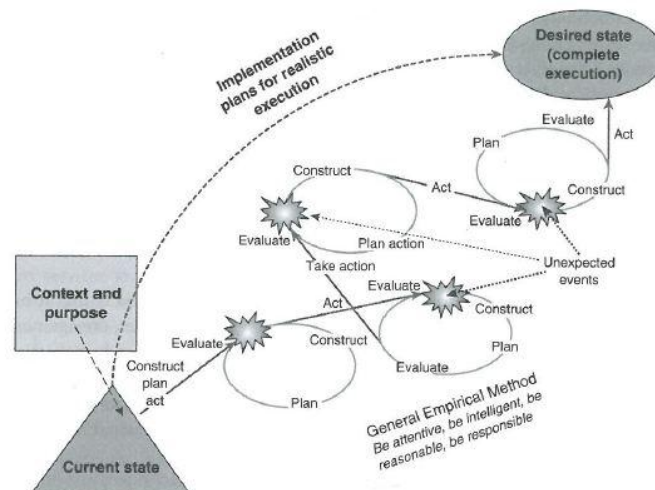 Desired state
(complete
execution)
Implementation
plans for realistic
execution
Evaluate
Plan
Act
Construct
Construct
Act
Evaluate
Evaluate
Plan action
Unexpected
events
Take action
Context and
purpose
Evaluate
Act
Construct
Evaluate
Construct
Plan
Construct
plan
act
Evaluate
Plan
General Empirical Method
Be attentive, be intelligent, be
reasonable, be responsible
Current state